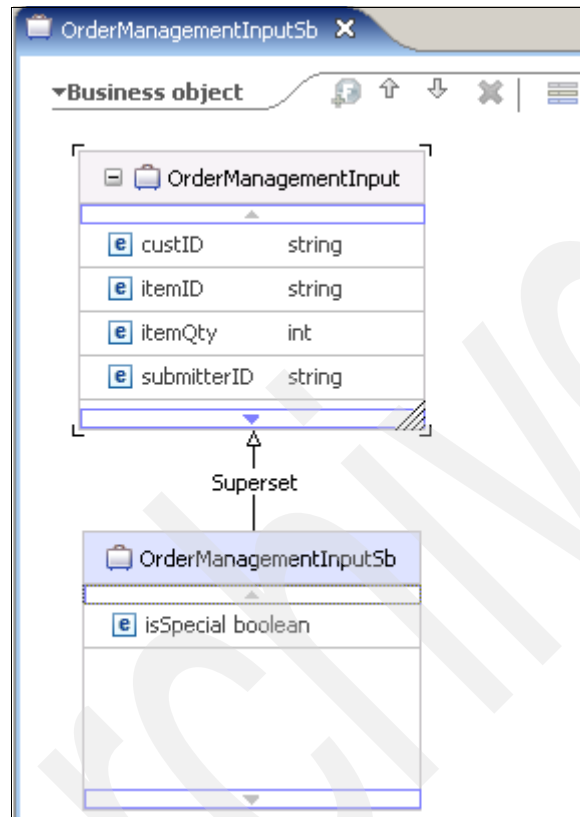 OrderManagementInputSb
Business object
OrderManagementInput
e custID string
e itemID string
e itemQty int
e submitterID string
Superset
OrderManagementInputSb
e isSpecial boolean